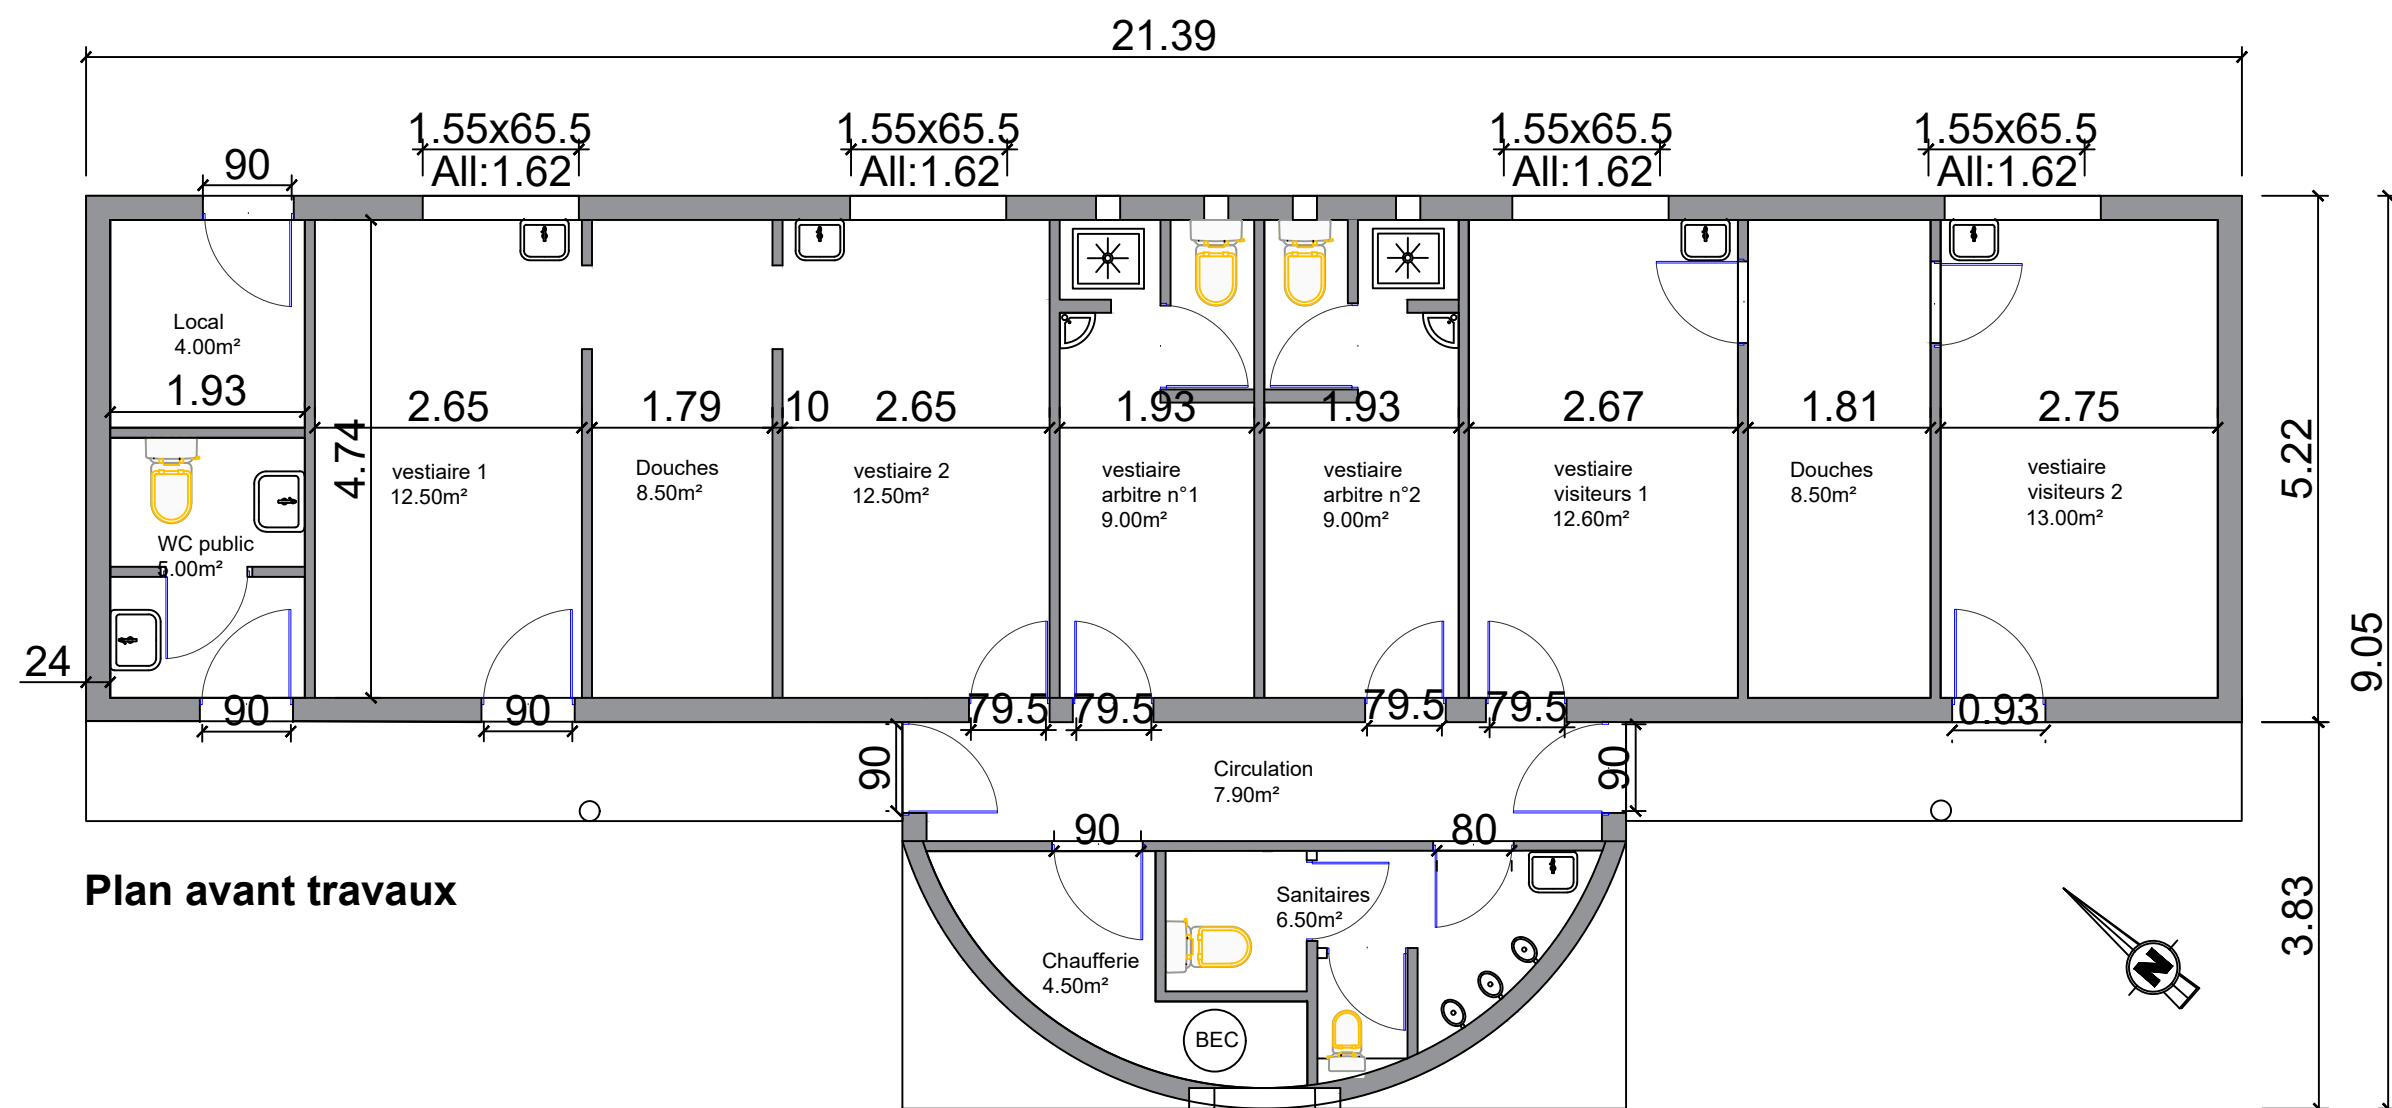 21.39
1.55x65.5
1.55x65.5
1.55x65.5
1.55x65.5
90
All:1.62
All:1.62
All:1.62
All:1.62
Local
4.00m²
1.93
2.65
1.79
10
2.65
1.93
1.93
2.67
1.81
2.75
4.74
5.22
vestiaire 1
12.50m²
Douches
8.50m²
vestiaire 2
12.50m²
vestiaire
arbitre n°1
9.00m²
vestiaire
arbitre n°2
9.00m²
vestiaire
visiteurs 1
12.60m²
Douches
8.50m²
vestiaire
visiteurs 2
13.00m²
WC public
5.00m²
24
9.05
90
90
79.5
79.5
79.5
79.5
0.93
90
Circulation
7.90m²
90
90
80
Plan avant travaux
Sanitaires
6.50m²
3.83
Chaufferie
4.50m²
N
BEC